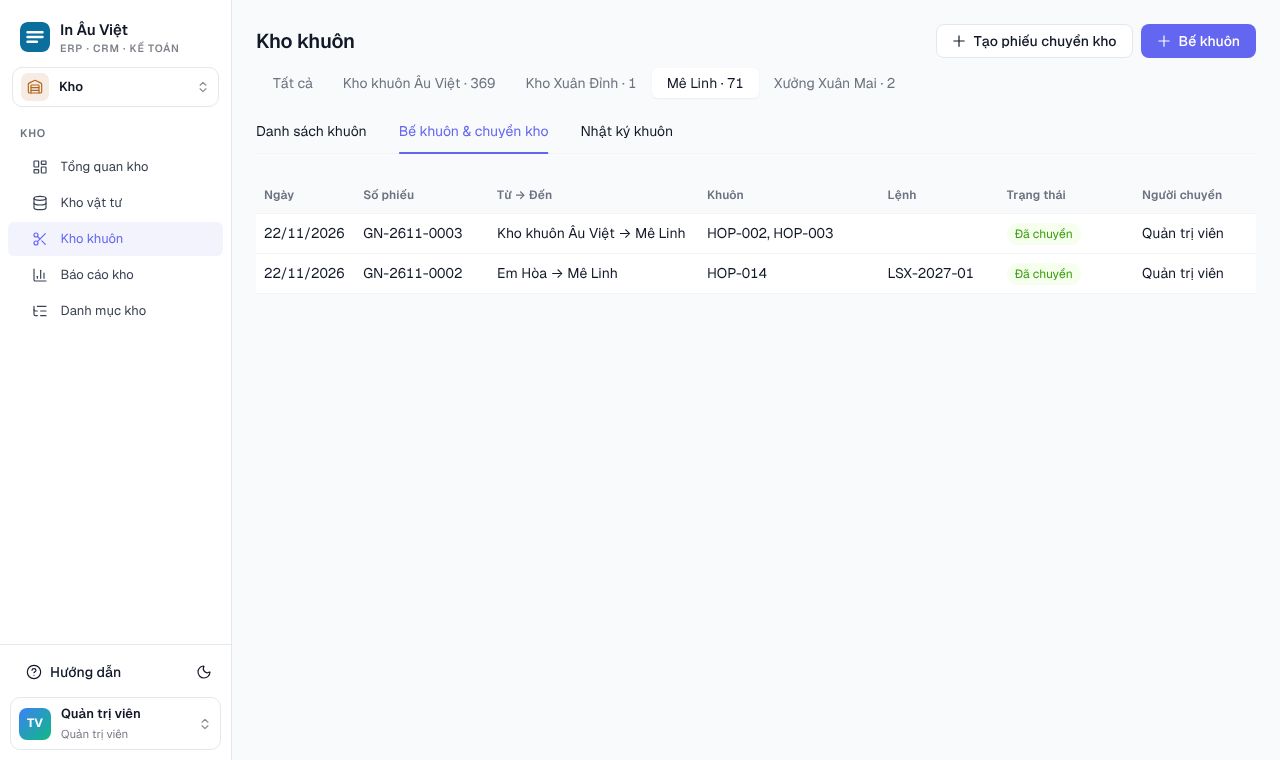 In Âu Việt
ERP · CRM · KẾ TOÁN
Kho
KHO
Tổng quan kho
Kho vật tư
Kho khuôn
Báo cáo kho
Danh mục kho
Hướng dẫn
TV
Quản trị viên
Quản trị viên
Kho khuôn
Tạo phiếu chuyển kho
Bế khuôn
Tất cả
Kho khuôn Âu Việt · 369
Kho Xuân Đỉnh · 1
Mê Linh · 71
Xưởng Xuân Mai · 2
Danh sách khuôn
Bế khuôn & chuyển kho
Nhật ký khuôn
Ngày Số phiếu Từ → Đến Khuôn Lệnh Trạng thái Người chuyển
22/11/2026 GN-2611-0003 Kho khuôn Âu Việt → Mê Linh HOP-002, HOP-003 Đã chuyển Quản trị viên
22/11/2026 GN-2611-0002 Em Hòa → Mê Linh HOP-014 LSX-2027-01 Đã chuyển Quản trị viên